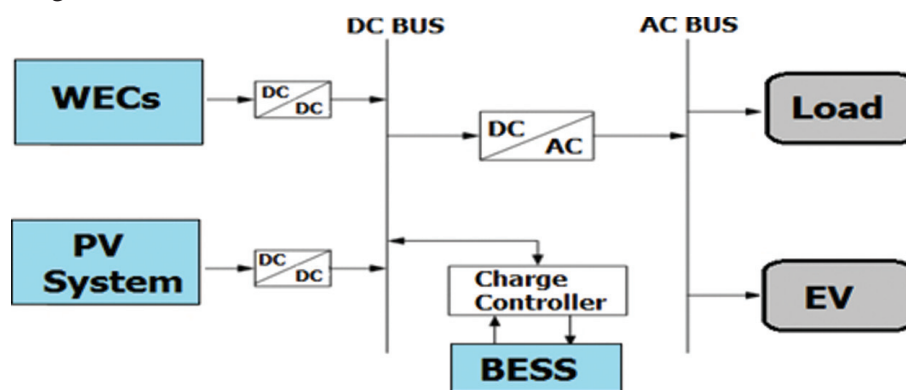 DC BUS
AC BUS
WECs
DC
DC
DC
AC
Load
PV
System
DC
DC
Charge
Controller
EV
BESS